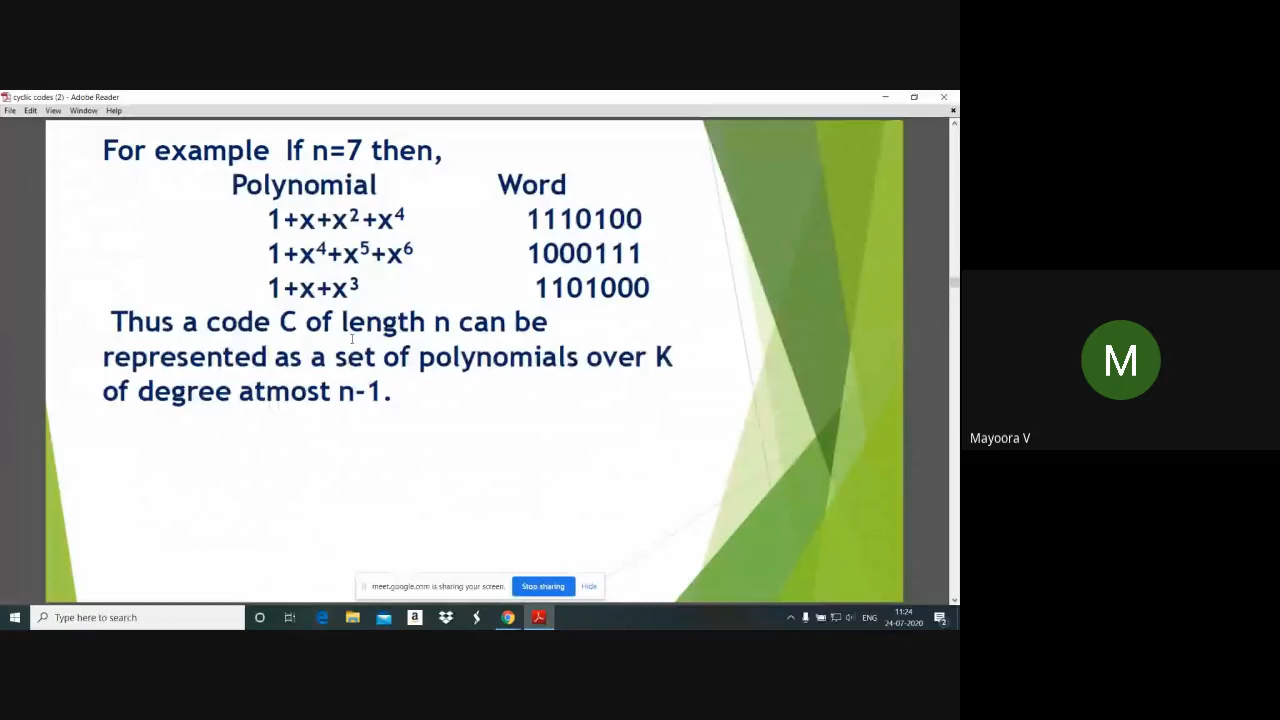 cyclic codes (2) - Adobe Reader
File Edit View Window Help
For example If n=7 then,
Polynomial Word
1+x+x²+x⁴ 1110100
1+x⁴+x⁵+x⁶ 1000111
1+x+x³ 1101000
Thus a code C of length n can be
represented as a set of polynomials over K
of degree atmost n-1.
M
Mayoora V
meet.google.com is sharing your screen. Stop sharing Hide
Type here to search
ENG
11:24
24-07-2020